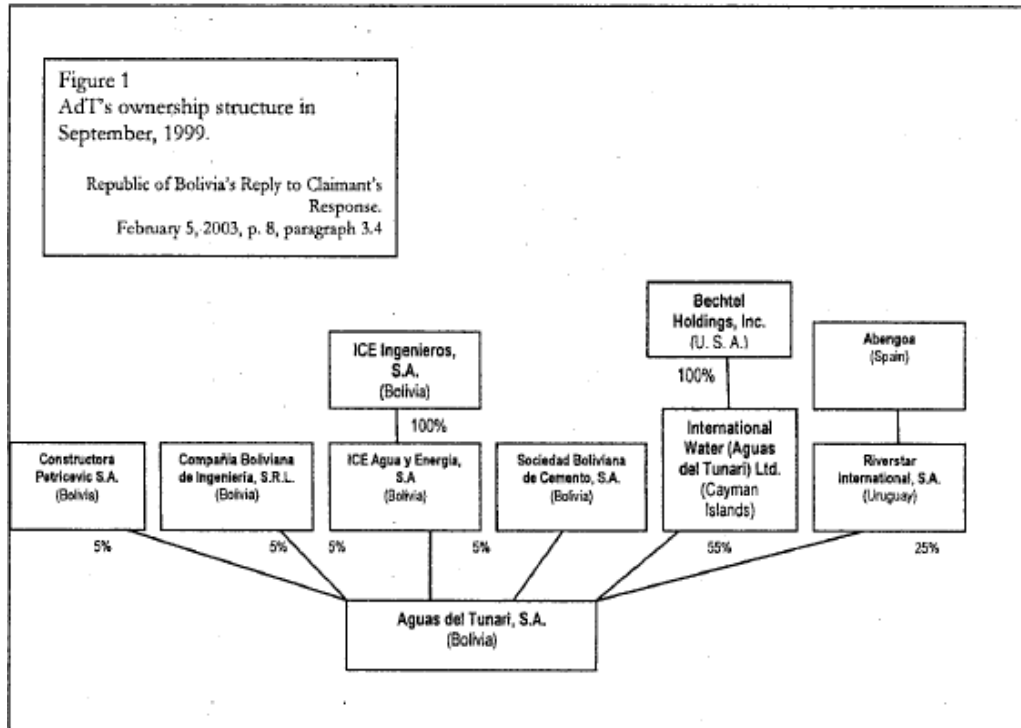 Figure 1
AdT's ownership structure in
September, 1999.
Republic of Bolivia's Reply to Claimant's
Response.
February 5, 2003, p. 8, paragraph 3.4
Bechtel
Holdings, Inc.
(U. S. A.)
Abengoa
(Spain)
ICE Ingenieros,
S.A.
(Bolivia)
100%
100%
Constructora
Petricevic S.A.
(Bolivia)
Compañia Boliviana
de Ingeniería, S.R.L.
(Bolivia)
ICE Agua y Energia,
S.A
(Bolivia)
Sociedad Boliviana
de Cemento, S.A.
(Bolivia)
International
Water (Aguas
del Tunari) Ltd.
(Cayman
Islands)
Riverstar
International, S.A.
(Uruguay)
5%
5%
5%
5%
55%
25%
Aguas del Tunari, S.A.
(Bolivia)